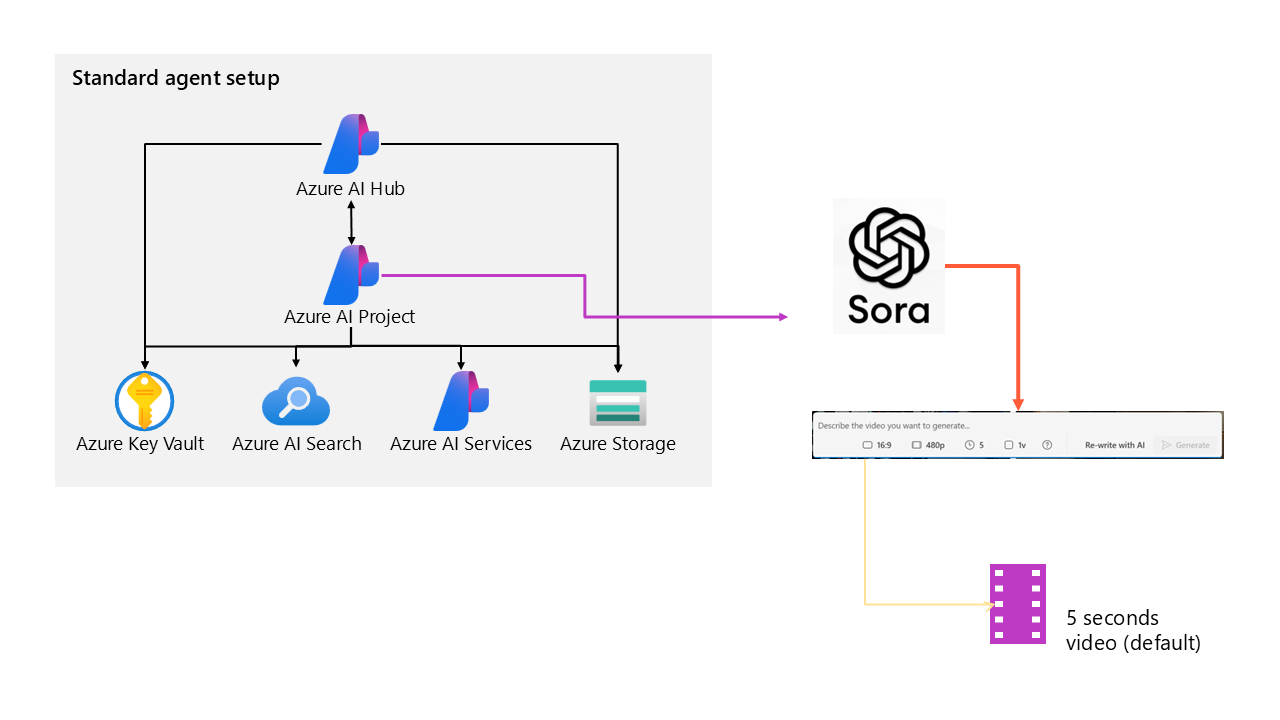 Standard agent setup
Azure AI Hub
Azure AI Project
Azure Key Vault
Azure AI Search
Azure AI Services
Azure Storage
Sora
Describe the video you want to generate...
16:9 480p 5 1v Re-write with AI Generate
5 seconds
video (default)